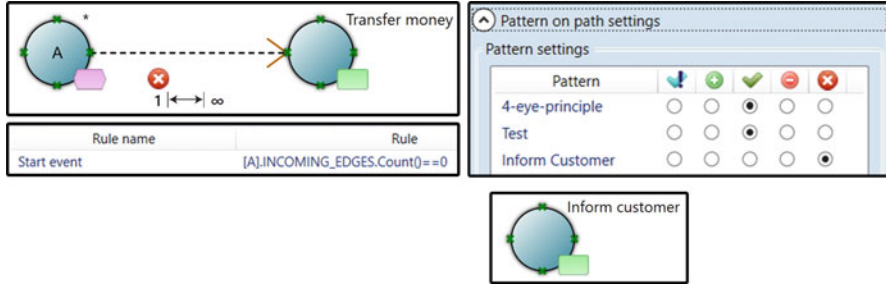 * Transfer money
A
1 ∞
Rule name Rule
Start event [A].INCOMING_EDGES.Count()==0
Pattern on path settings
Pattern settings
Pattern
4-eye-principle
Test
Inform Customer
Inform customer